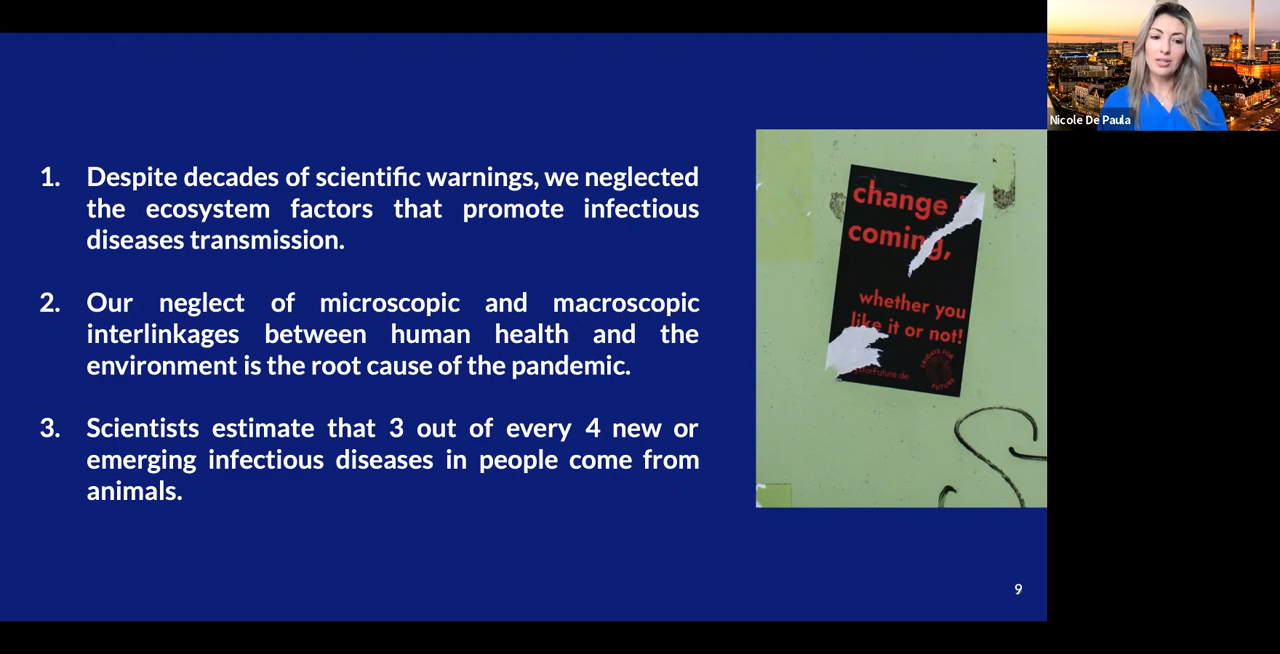 1. Despite decades of scientific warnings, we neglected
the ecosystem factors that promote infectious
diseases transmission.
2. Our neglect of microscopic and macroscopic
interlinkages between human health and the
environment is the root cause of the pandemic.
3. Scientists estimate that 3 out of every 4 new or
emerging infectious diseases in people come from
animals.
change
coming,
whether you
like it or not!
FRIDAYS FOR
FUTURE
9
Nicole De Paula